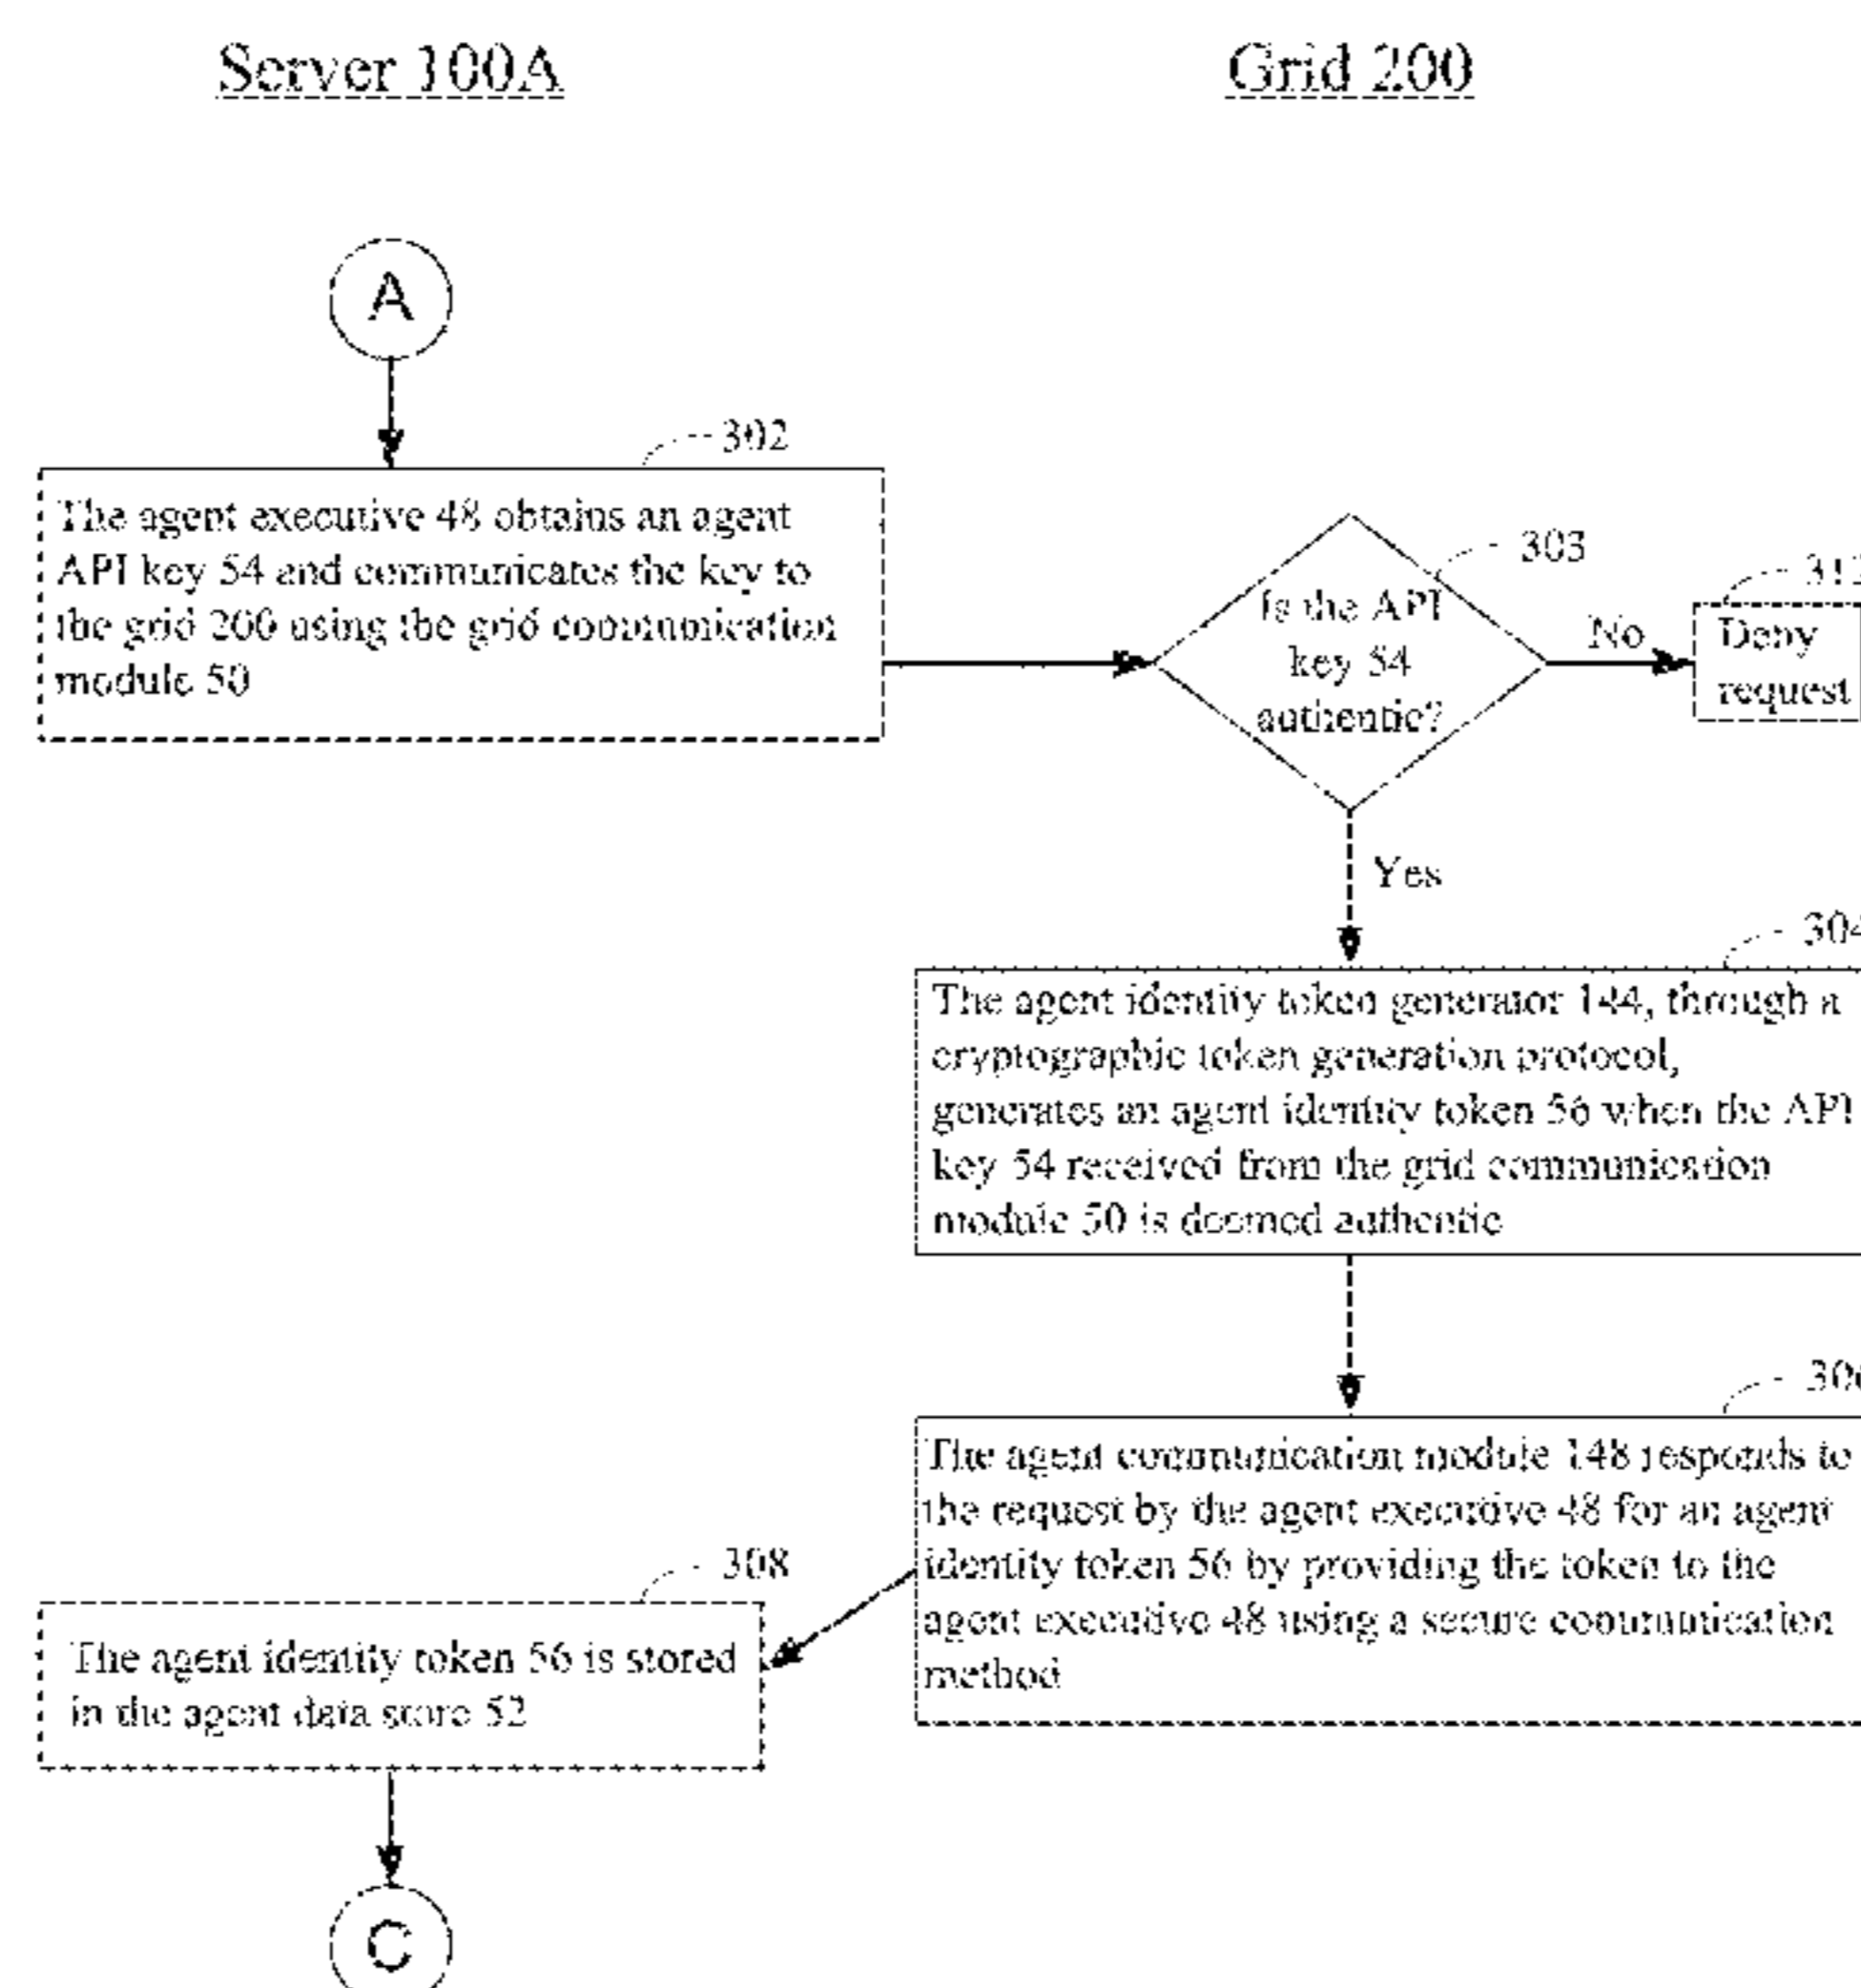 Server 100A
Grid 200
A
302
The agent executive 48 obtains an agent
API key 54 and communicates the key to
the grid 200 using the grid communication
module 50
303
Is the API
key 54
authentic?
No
Deny
request
Yes
The agent identity token generator 144, through a
cryptographic token generation protocol,
generates an agent identity token 56 when the API
key 54 received from the grid communication
module 50 is deemed authentic
The agent communication module 148 responds to
the request by the agent executive 48 for an agent
identity token 56 by providing the token to the
agent executive 48 using a secure communication
method
308
The agent identity token 56 is stored
in the agent data store 52
C